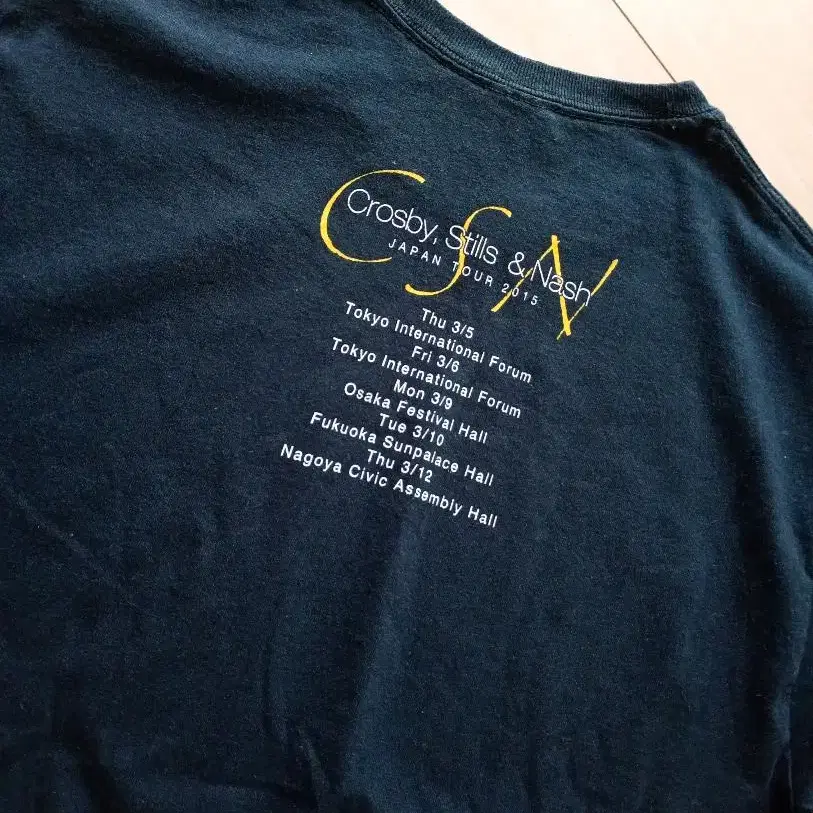 CSN
Crosby, Stills & Nash
JAPAN TOUR 2015
Thu 3/5
Tokyo International Forum
Fri 3/6
Tokyo International Forum
Mon 3/9
Osaka Festival Hall
Tue 3/10
Fukuoka Sunpalace Hall
Thu 3/12
Nagoya Civic Assembly Hall